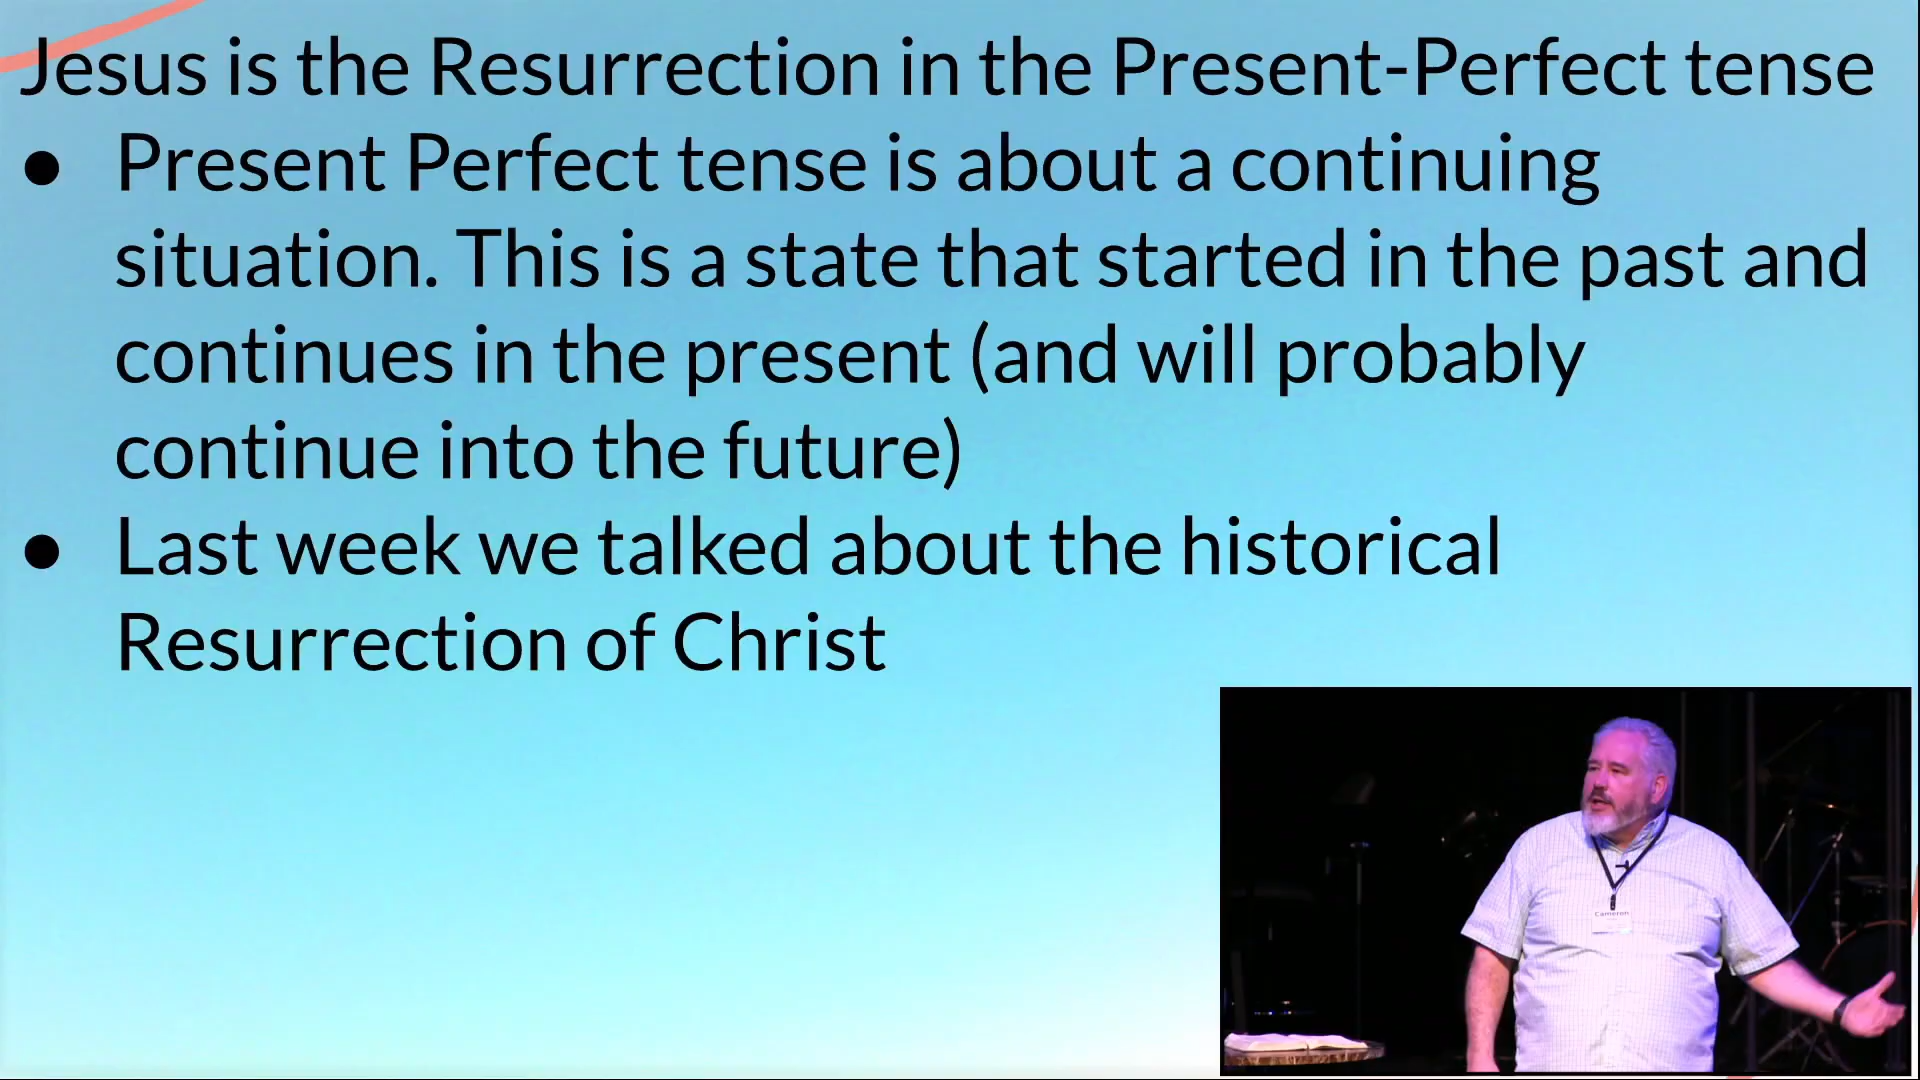 Jesus is the Resurrection in the Present-Perfect tense
● Present Perfect tense is about a continuing
situation. This is a state that started in the past and
continues in the present (and will probably
continue into the future)
● Last week we talked about the historical
Resurrection of Christ
Cameron